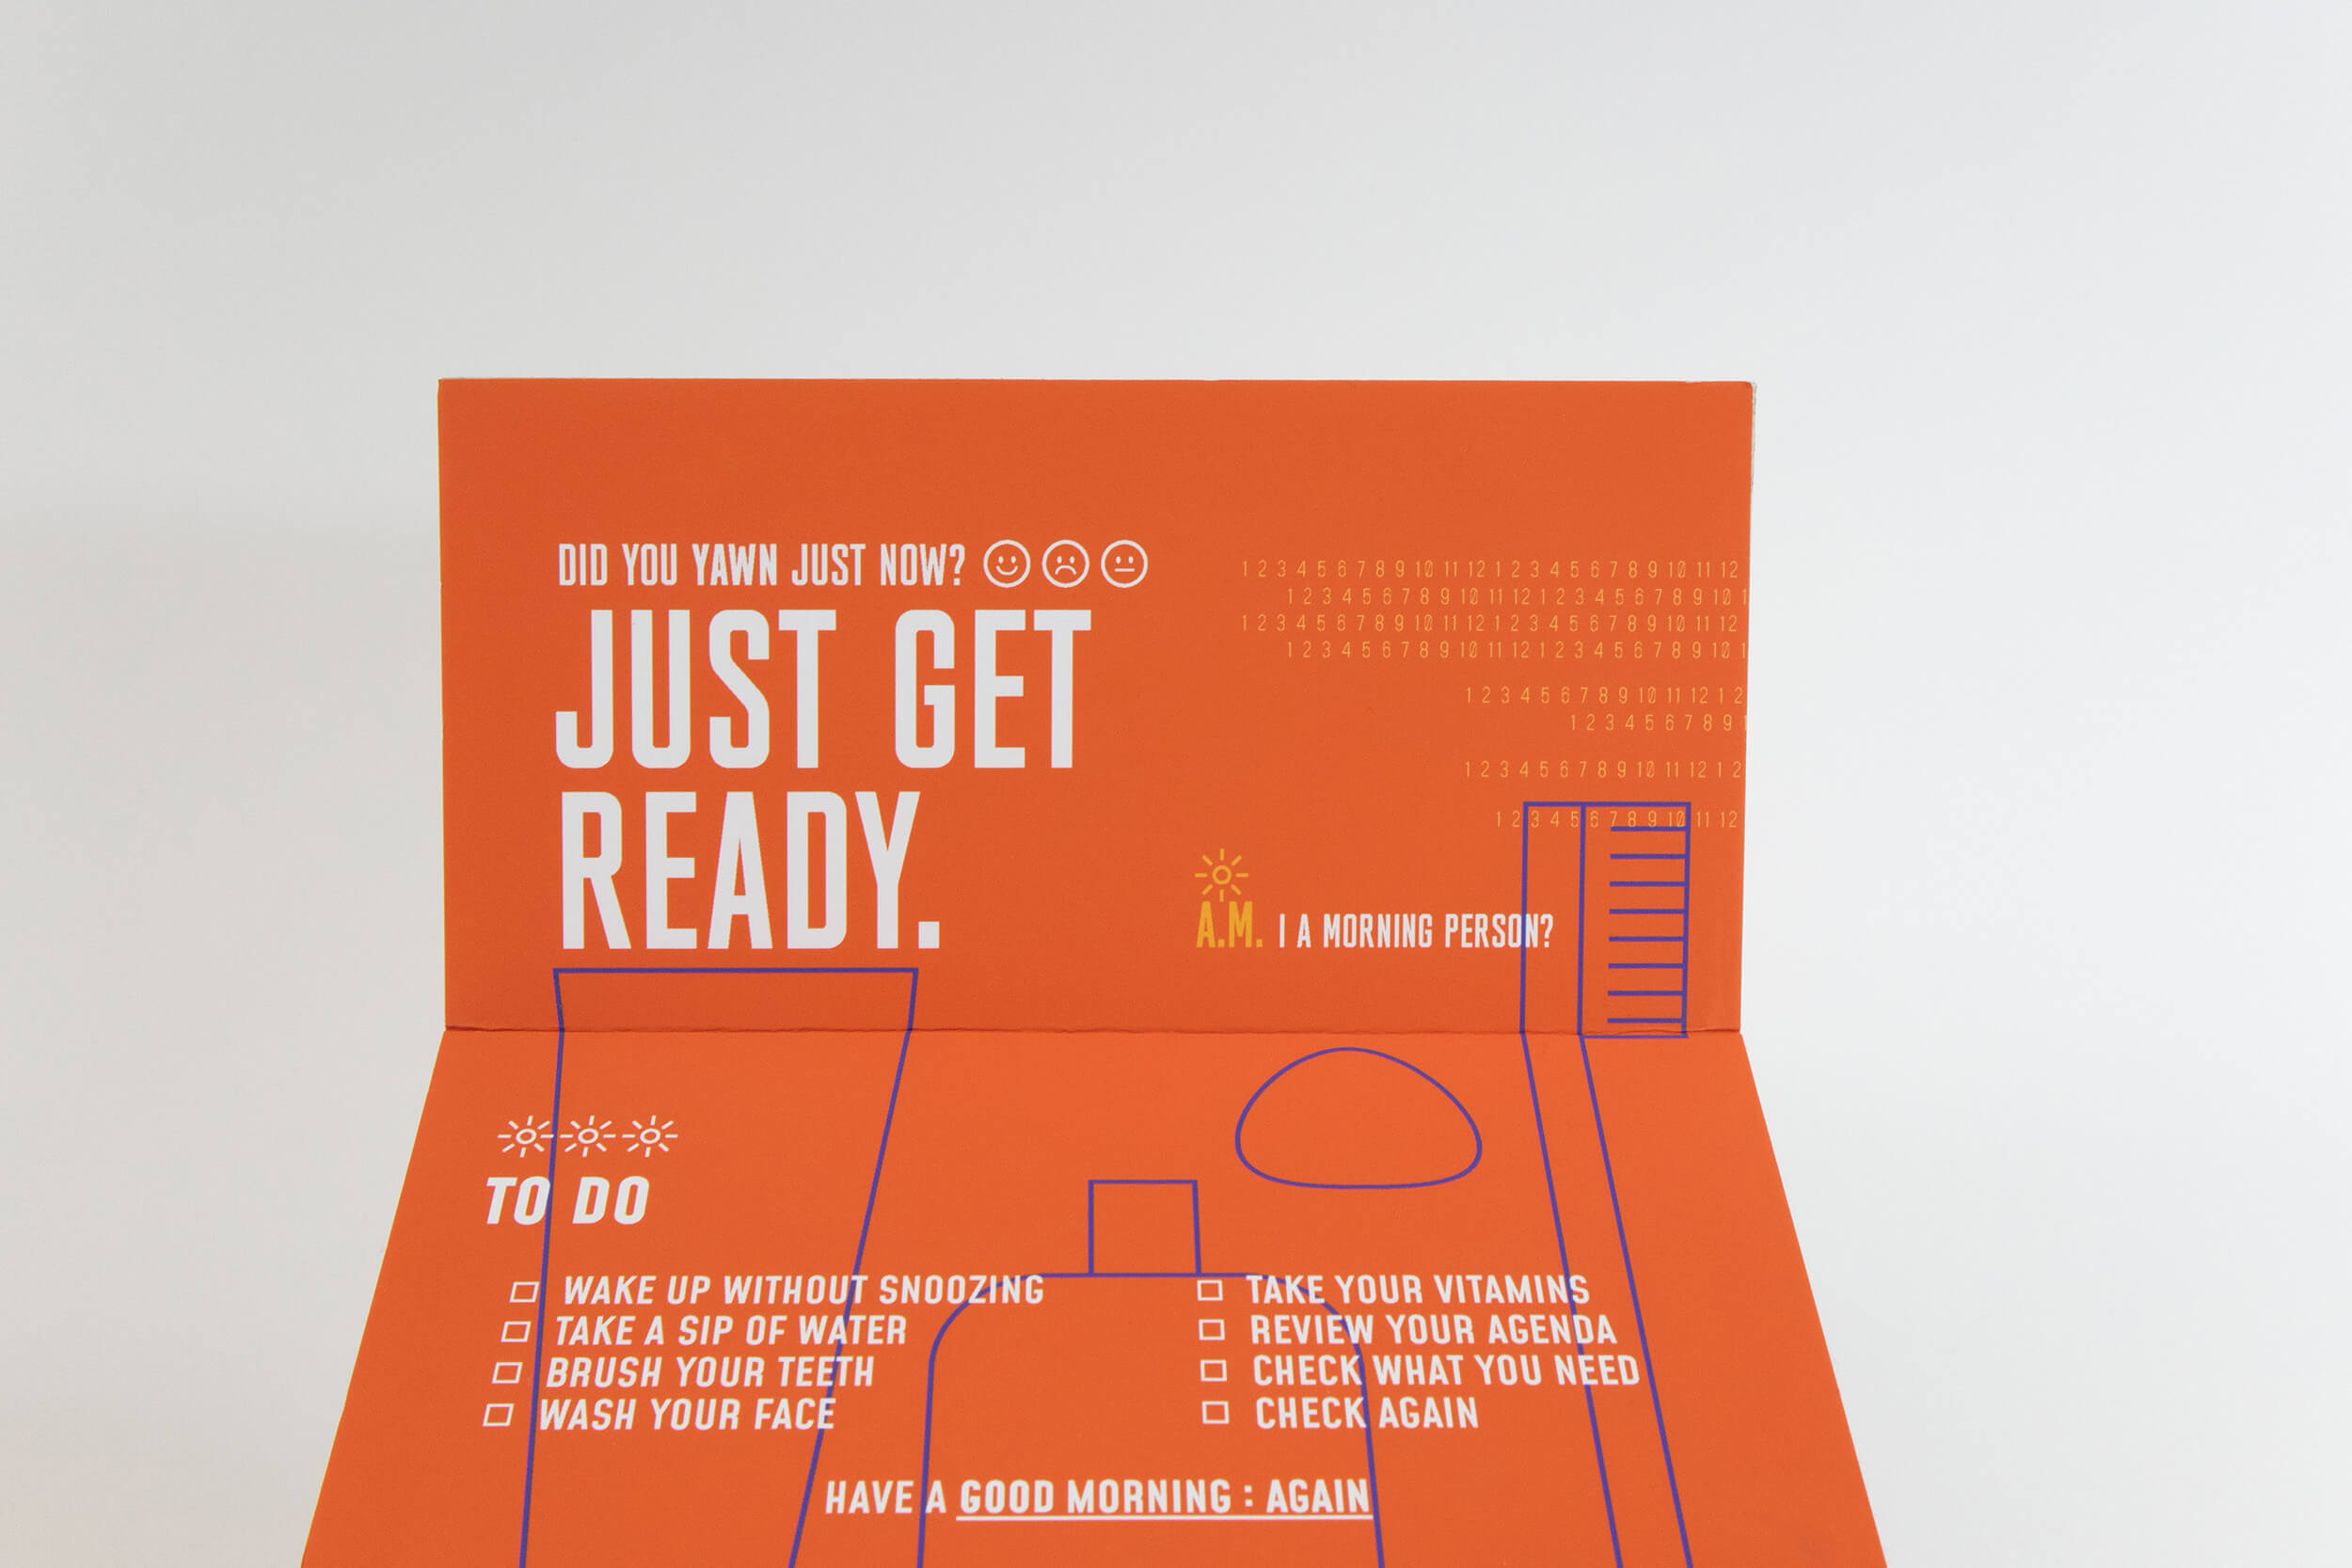 DID YOU YAWN JUST NOW?
JUST GET
READY.
1 2 3 4 5 6 7 8 9 10 11 12 1 2 3 4 5 6 7 8 9 10 11 12
1 2 3 4 5 6 7 8 9 10 11 12 1 2 3 4 5 6 7 8 9 10 1
1 2 3 4 5 6 7 8 9 10 11 12 1 2 3 4 5 6 7 8 9 10 11 12
1 2 3 4 5 6 7 8 9 10 11 12 1 2 3 4 5 6 7 8 9 10 1
1 2 3 4 5 6 7 8 9 10 11 12 1 2
1 2 3 4 5 6 7 8 9
1 2 3 4 5 6 7 8 9 10 11 12 1 2
1 2 3 4 5 6 7 8 9 10 11 12
A.M. I A MORNING PERSON?
TO DO
WAKE UP WITHOUT SNOOZING
TAKE A SIP OF WATER
BRUSH YOUR TEETH
WASH YOUR FACE
TAKE YOUR VITAMINS
REVIEW YOUR AGENDA
CHECK WHAT YOU NEED
CHECK AGAIN
HAVE A GOOD MORNING : AGAIN